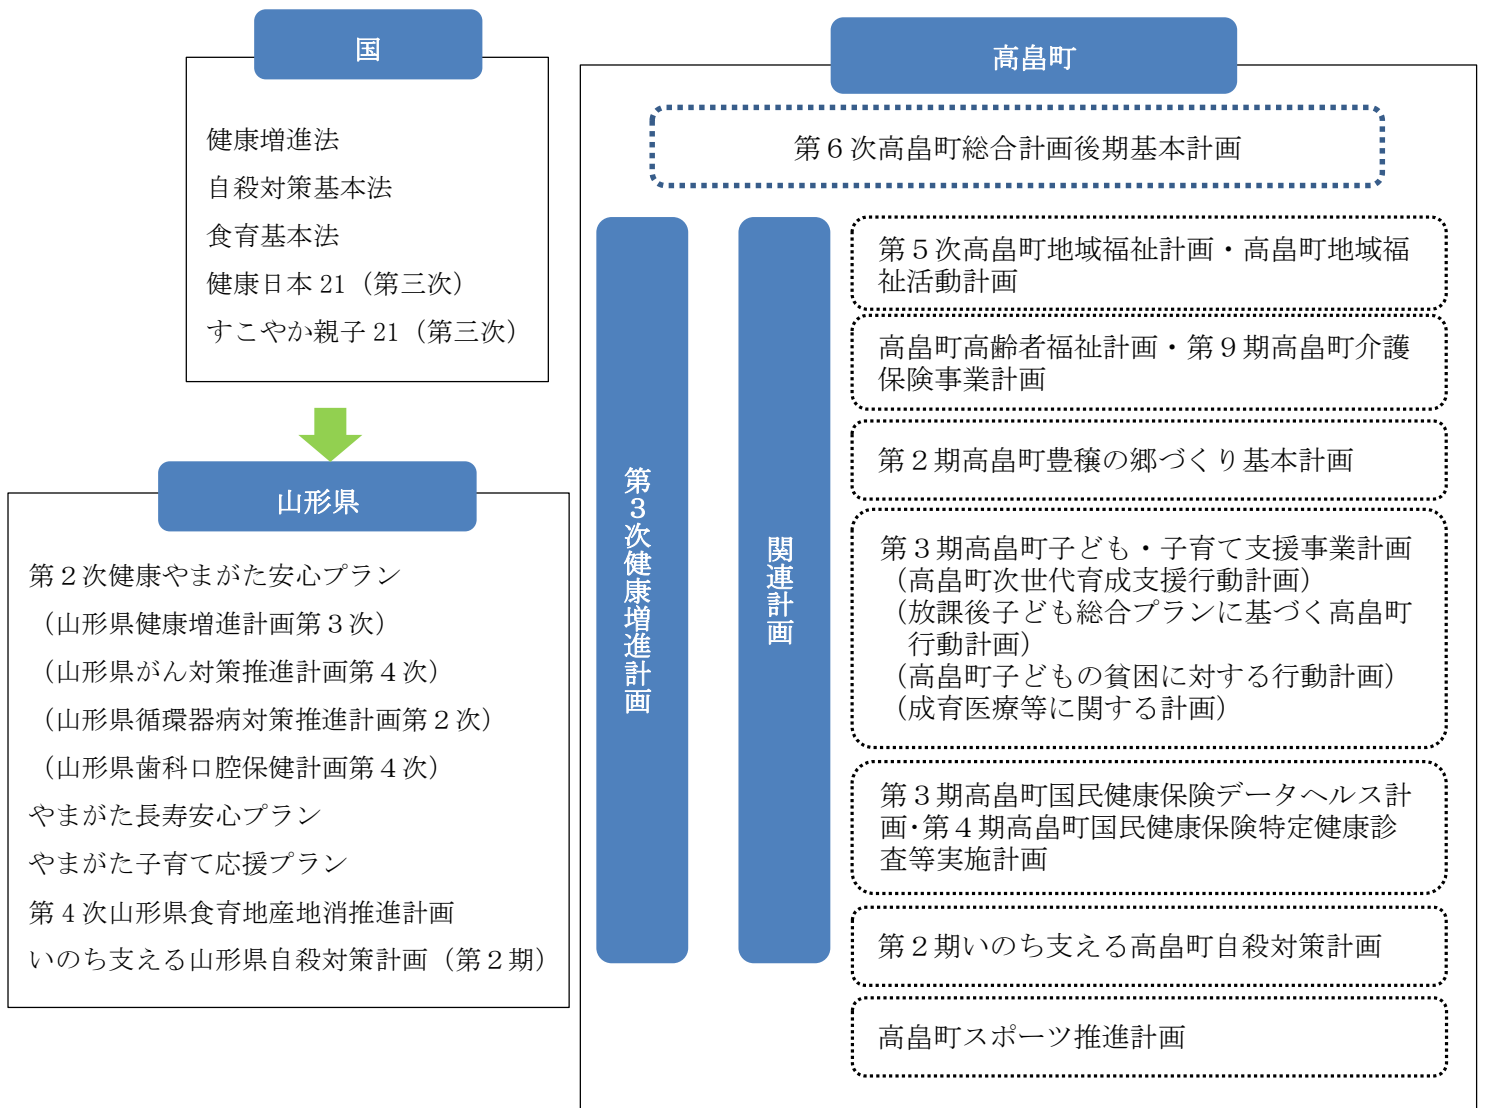 国
健康増進法
自殺対策基本法
食育基本法
健康日本 21（第三次）
すこやか親子 21（第三次）
山形県
第２次健康やまがた安心プラン
（山形県健康増進計画第３次）
（山形県がん対策推進計画第４次）
（山形県循環器病対策推進計画第２次）
（山形県歯科口腔保健計画第４次）
やまがた長寿安心プラン
やまがた子育て応援プラン
第 4 次山形県食育地産地消推進計画
いのち支える山形県自殺対策計画（第２期）
高畠町
第６次高畠町総合計画後期基本計画
第３次健康増進計画
関連計画
第５次高畠町地域福祉計画・高畠町地域福
祉活動計画
高畠町高齢者福祉計画・第９期高畠町介護
保険事業計画
第２期高畠町豊穣の郷づくり基本計画
第３期高畠町子ども・子育て支援事業計画
（高畠町次世代育成支援行動計画）
（放課後子ども総合プランに基づく高畠町
行動計画）
（高畠町子どもの貧困に対する行動計画）
（成育医療等に関する計画）
第３期高畠町国民健康保険データヘルス計
画･第４期高畠町国民健康保険特定健康診
査等実施計画
第２期いのち支える高畠町自殺対策計画
高畠町スポーツ推進計画